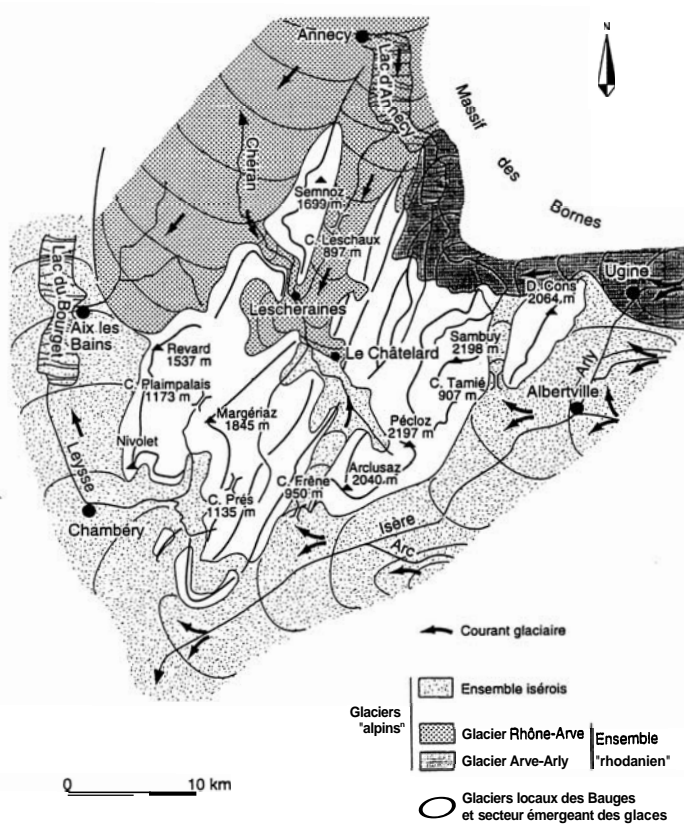 N
Annecy
Lac d'Annecy
Massif
des
Bornes
Chéran
Semnoz
1699 m
C. Leschaux
897 m
Ugine
D. Cons
2064 m
Lac du Bourget
Lescheraines
Aix les
Bains
Revard
1537 m
Le Châtelard
Sambuy
2198 m
Arly
C. Plaimpalais
1173 m
C. Tamié
907 m
Albertville
Margériaz
1845 m
Pécloz
2197 m
Nivolet
Leysse
Arclusaz
2040 m
C. Frêne
950 m
C. Prés
1135 m
Chambéry
Isère
Arc
Courant glaciaire
Ensemble isérois
Glaciers
"alpins"
Glacier Rhône-Arve
Glacier Arve-Arly
Ensemble
"rhodanien"
0 10 km
Glaciers locaux des Bauges
et secteur émergeant des glaces